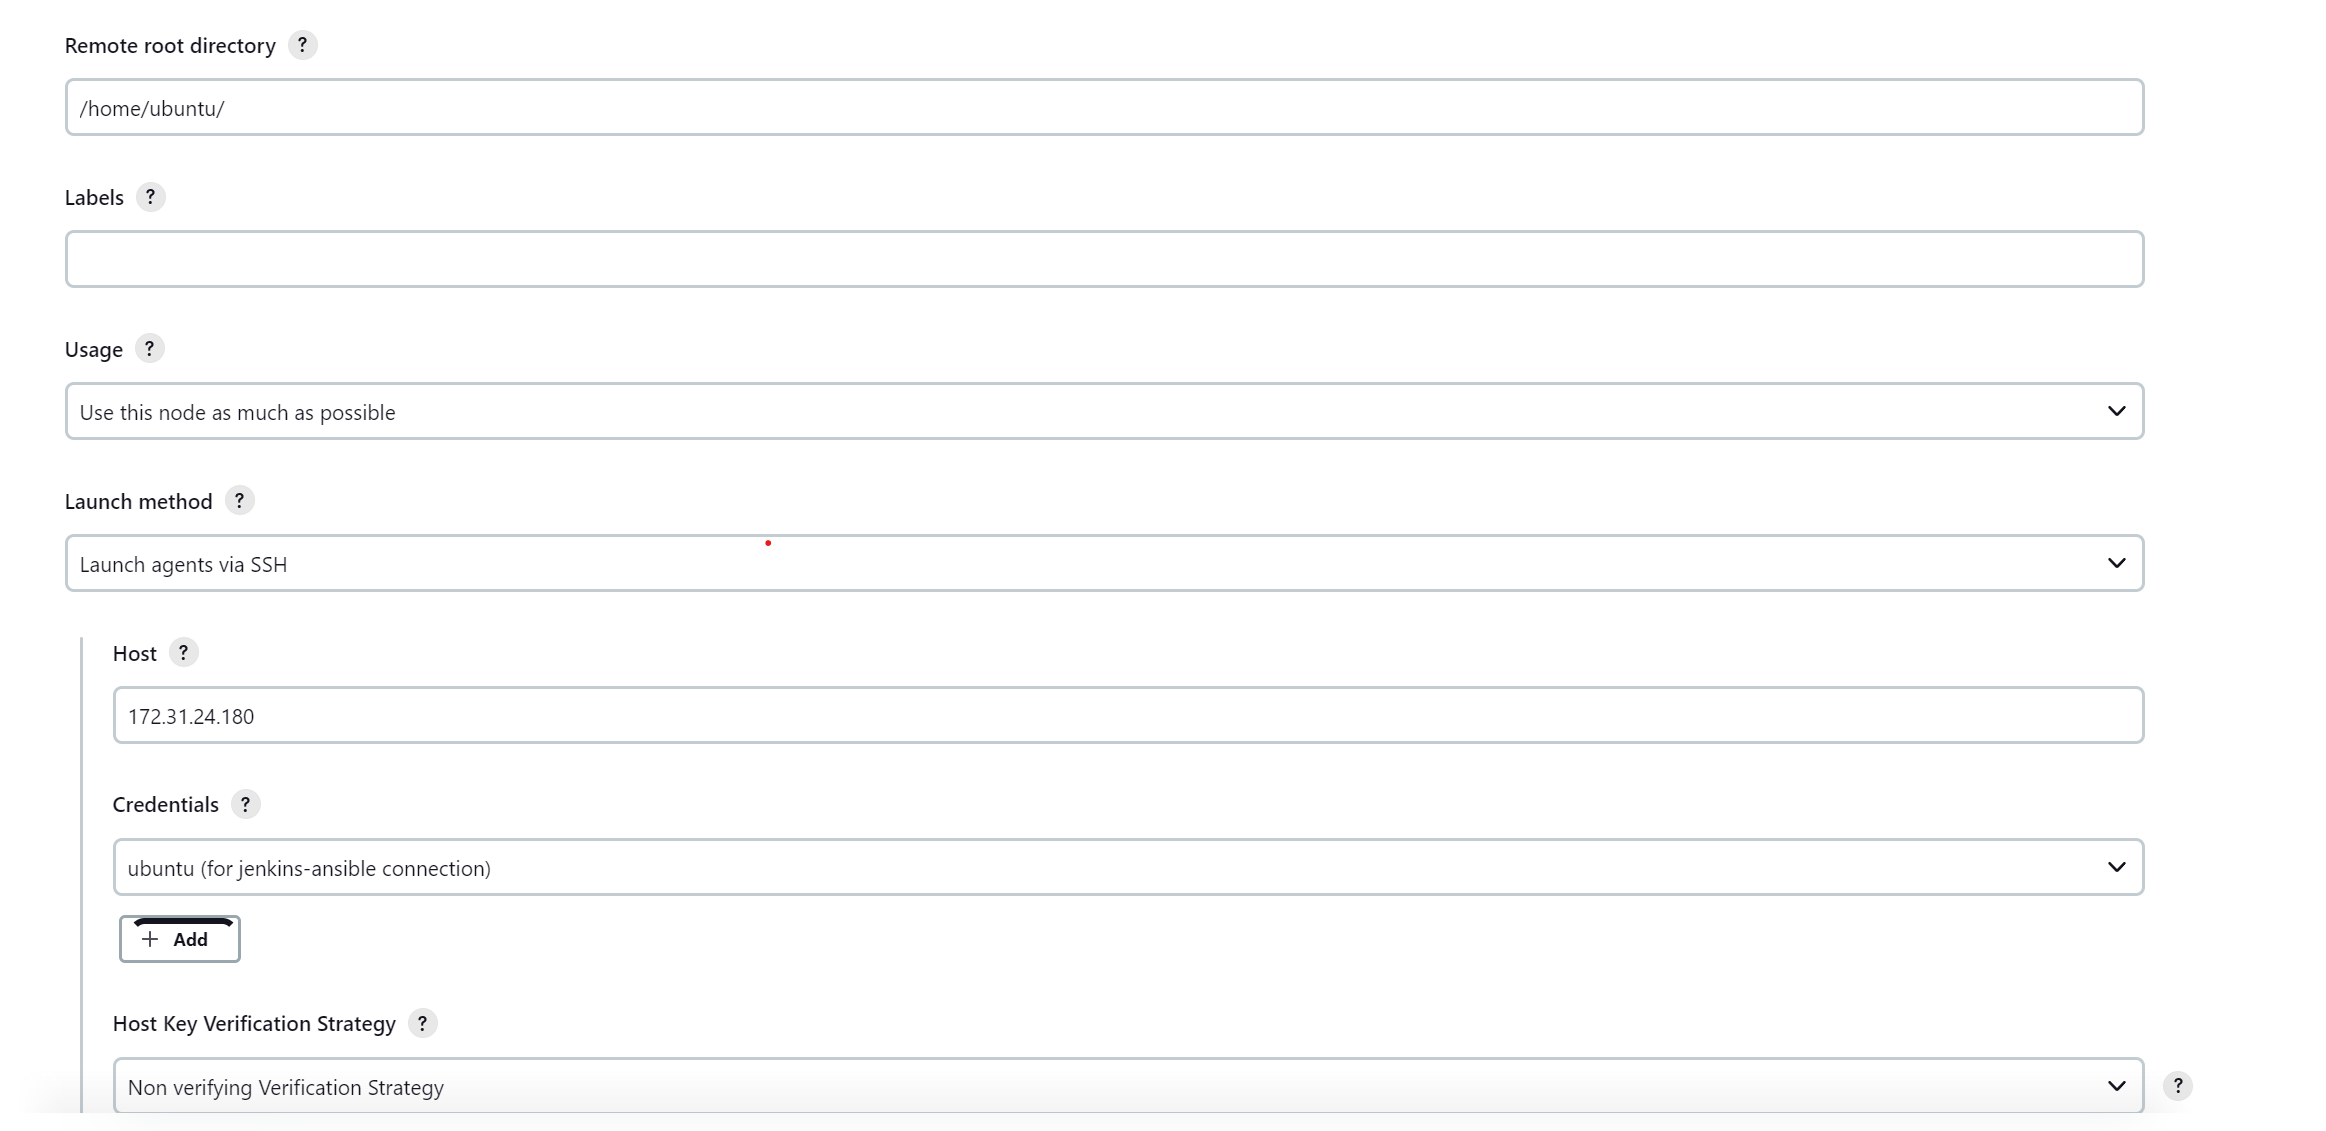 Remote root directory ?
/home/ubuntu/
Labels ?
Usage ?
Use this node as much as possible
Launch method ?
Launch agents via SSH
Host ?
172.31.24.180
Credentials ?
ubuntu (for jenkins-ansible connection)
+ Add
Host Key Verification Strategy ?
Non verifying Verification Strategy ?